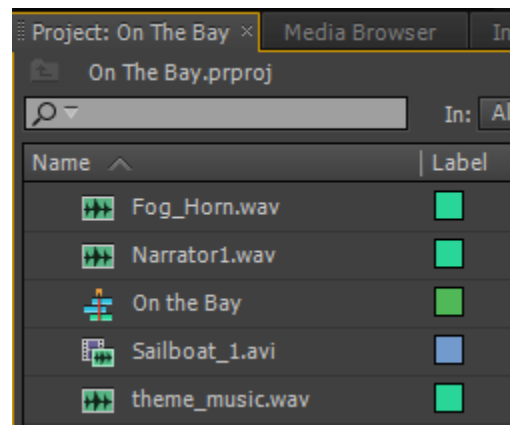 Project: On The Bay × Media Browser In
On The Bay.prproj
In: Al
Name Label
Fog_Horn.wav
Narrator1.wav
On the Bay
Sailboat_1.avi
theme_music.wav